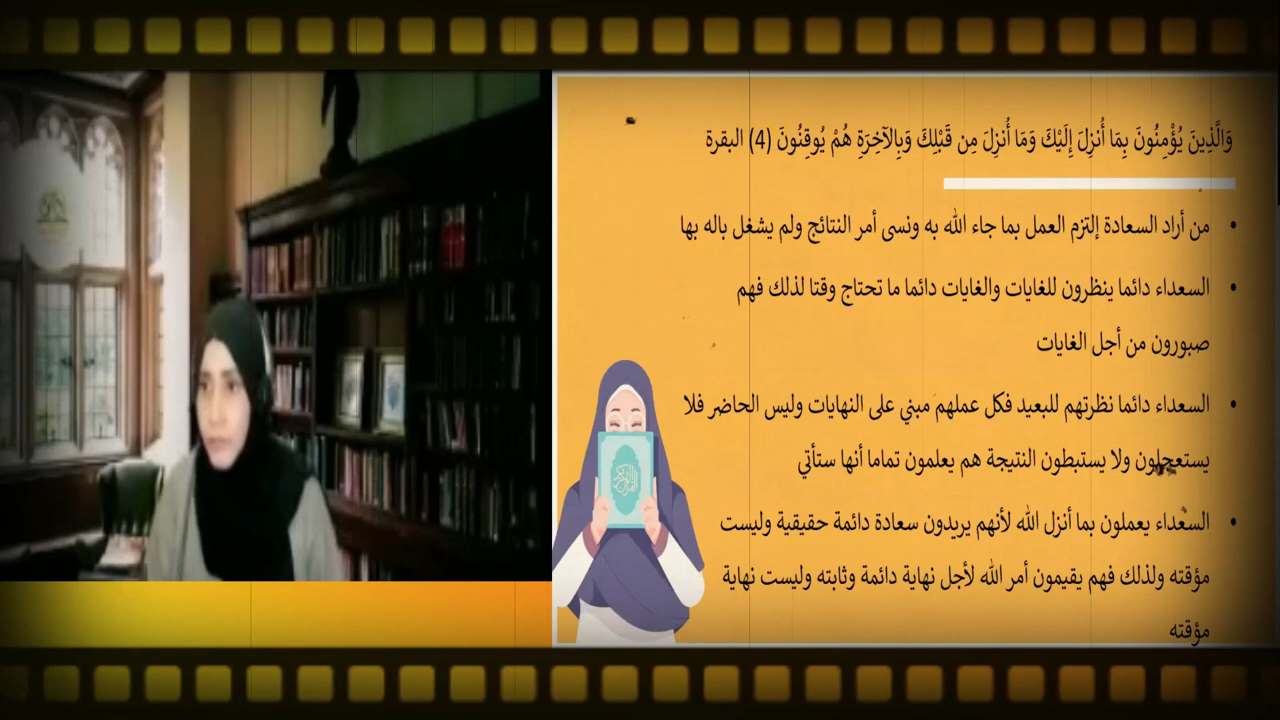 وَالَّذِينَ يُؤْمِنُونَ بِمَا أُنزِلَ إِلَيْكَ وَمَا أُنزِلَ مِن قَبْلِكَ وَبِالْآخِرَةِ هُمْ يُوقِنُونَ (4) البقرة
• من أراد السعادة إلتزم العمل بما جاء الله به ونسى أمر النتائج ولم يشغل باله بها
• السعداء دائما ينظرون للغايات والغايات دائما ما تحتاج وقتا لذلك فهم
صبورون من أجل الغايات
• السعداء دائما نظرتهم للبعيد فكل عملهم مبني على النهايات وليس الحاضر فلا
يستعجلون ولا يستبطون النتيجة هم يعلمون تماما أنها ستأتي
• السعداء يعملون بما أنزل الله لأنهم يريدون سعادة دائمة حقيقية وليست
مؤقته ولذلك فهم يقيمون أمر الله لأجل نهاية دائمة وثابته وليست نهاية
مؤقته